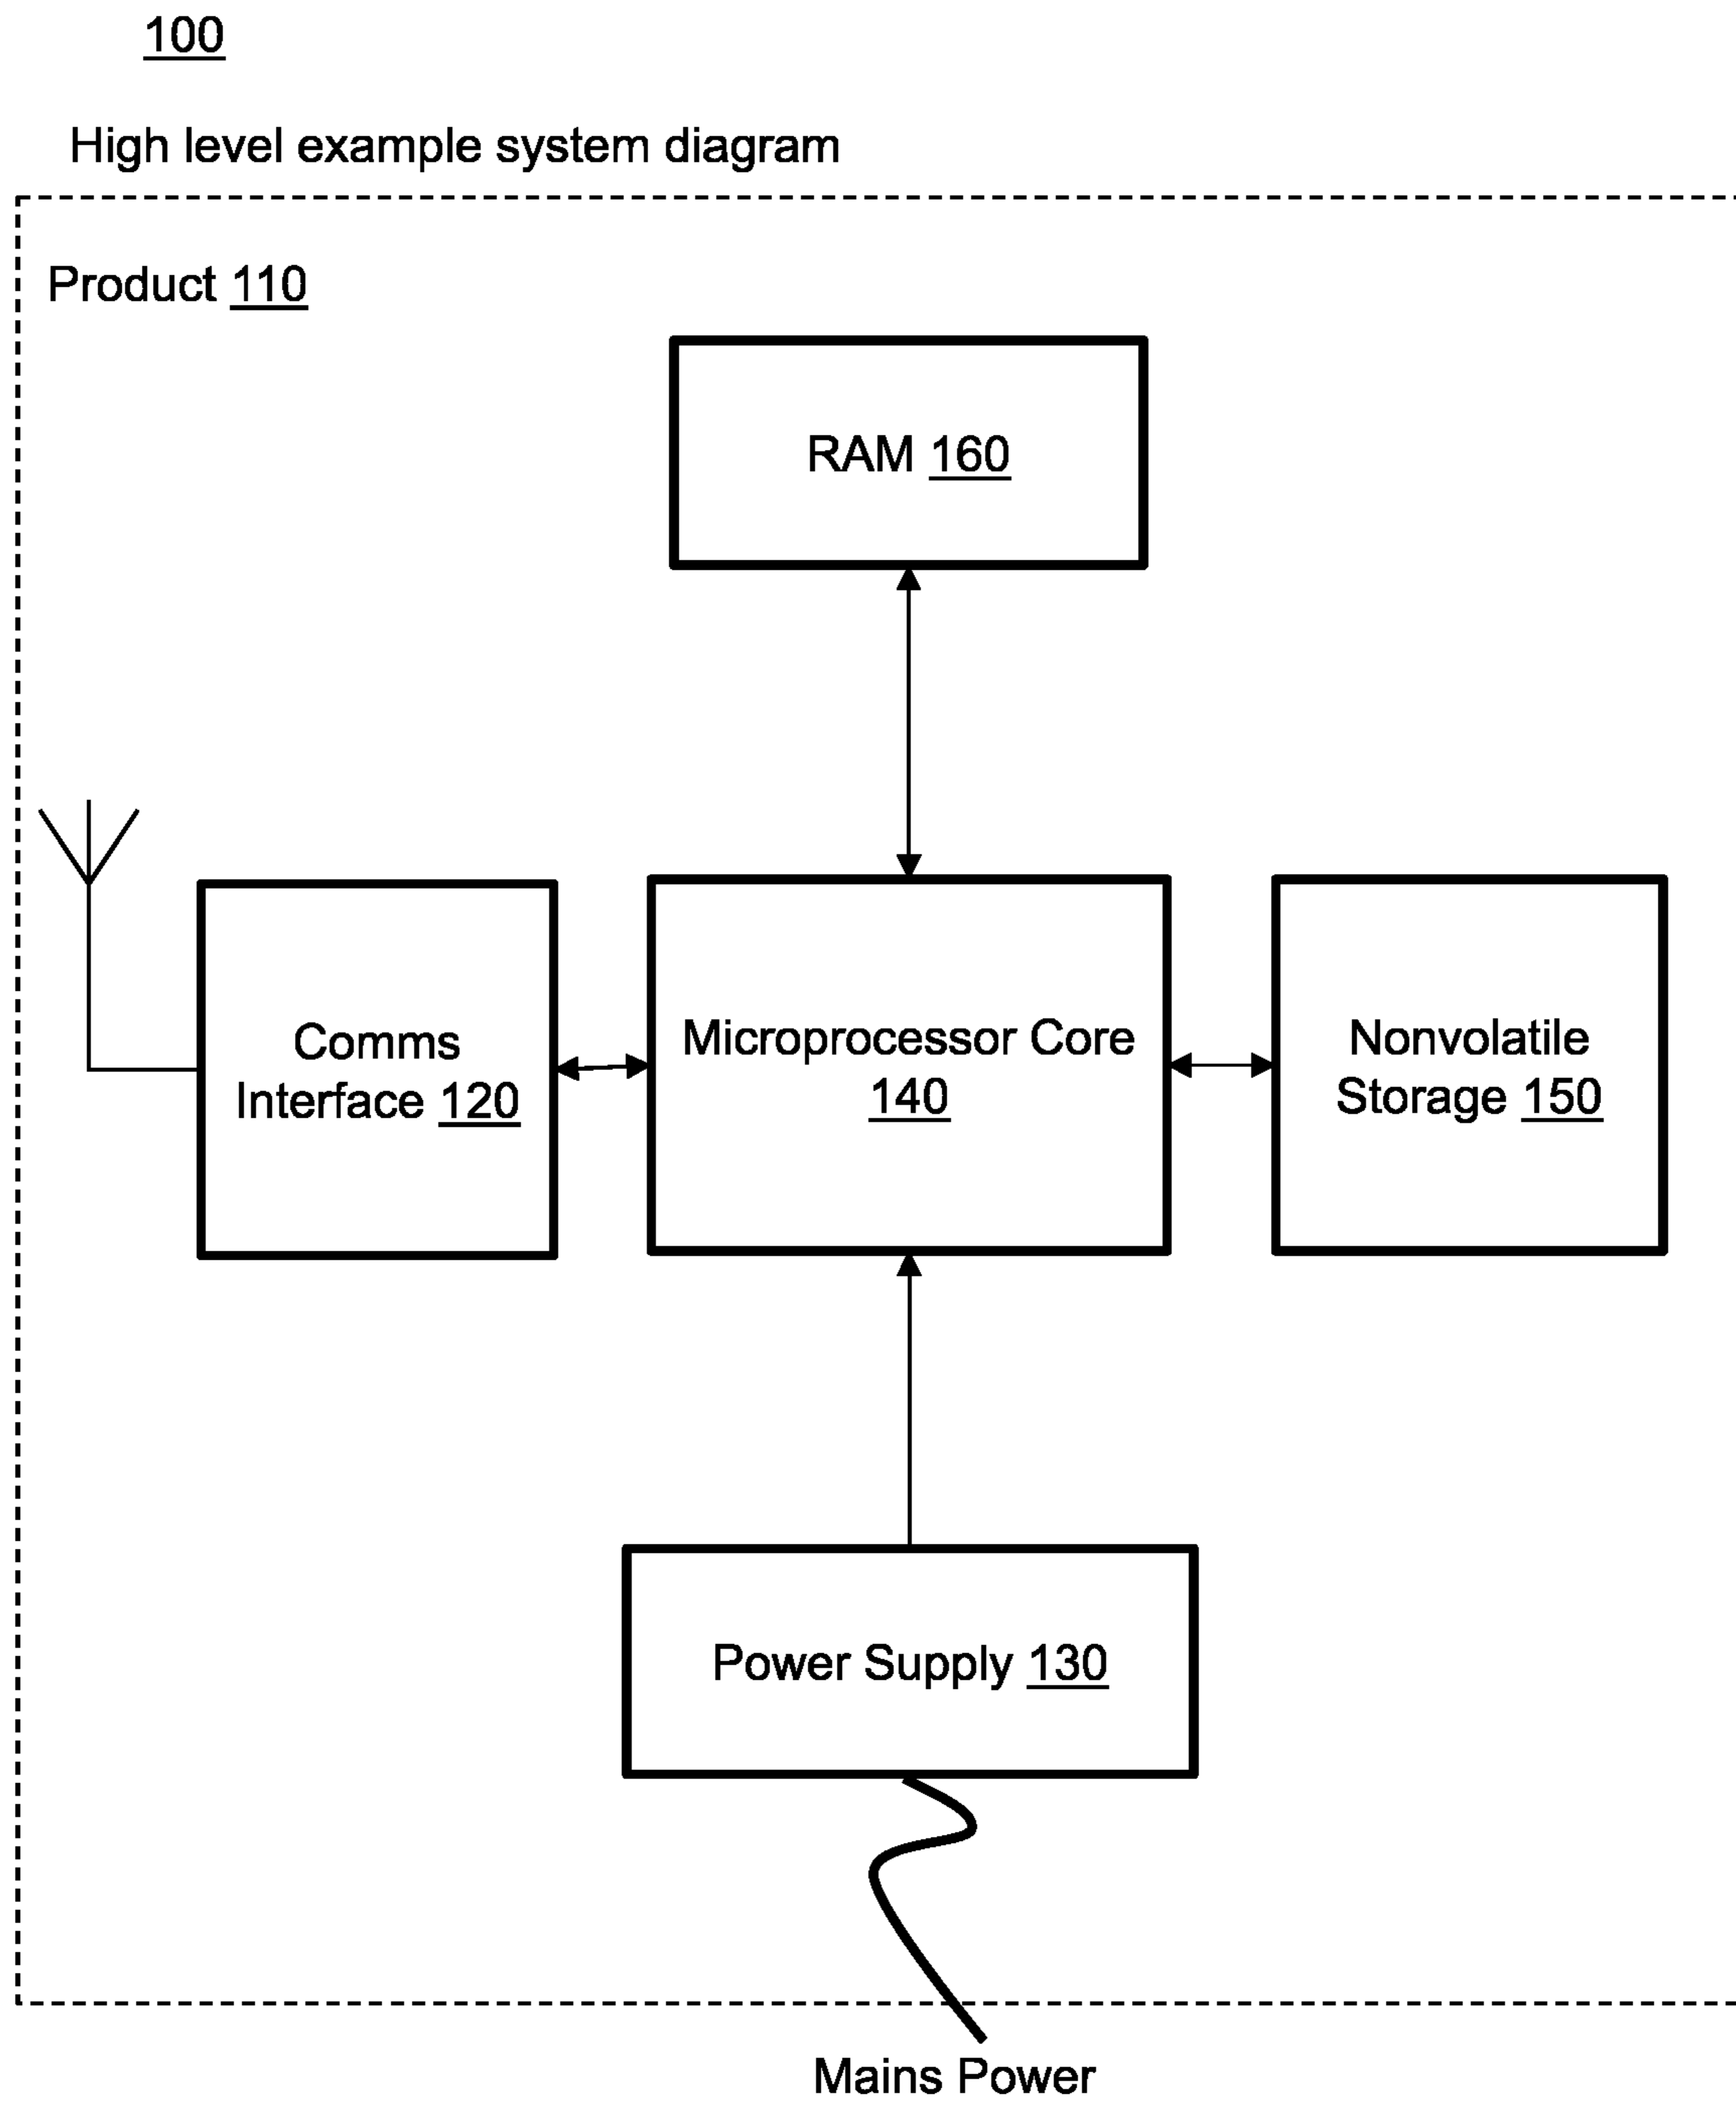 100
High level example system diagram
Product 110
RAM 160
Comms
Interface 120
Microprocessor Core
140
Nonvolatile
Storage 150
Power Supply 130
Mains Power